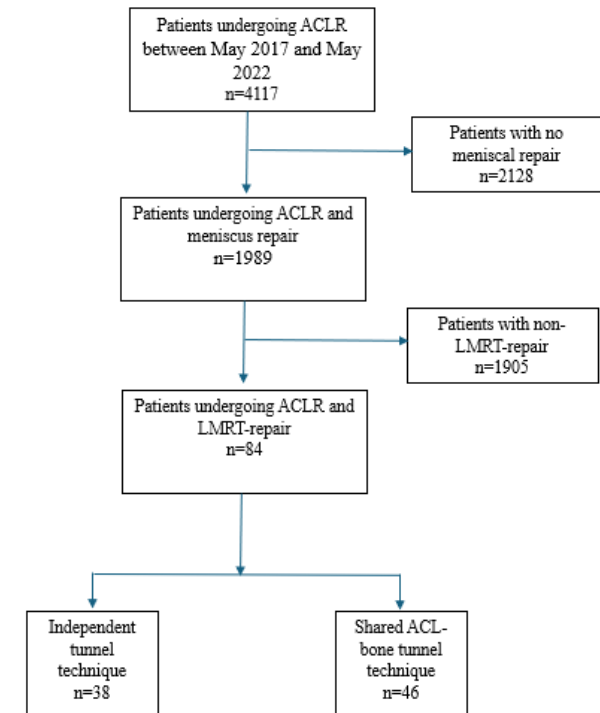 Patients undergoing ACLR
between May 2017 and May
2022
n=4117
Patients with no
meniscal repair
n=2128
Patients undergoing ACLR and
meniscus repair
n=1989
Patients with non-
LMRT-repair
n=1905
Patients undergoing ACLR and
LMRT-repair
n=84
Independent
tunnel
technique
n=38
Shared ACL-
bone tunnel
technique
n=46